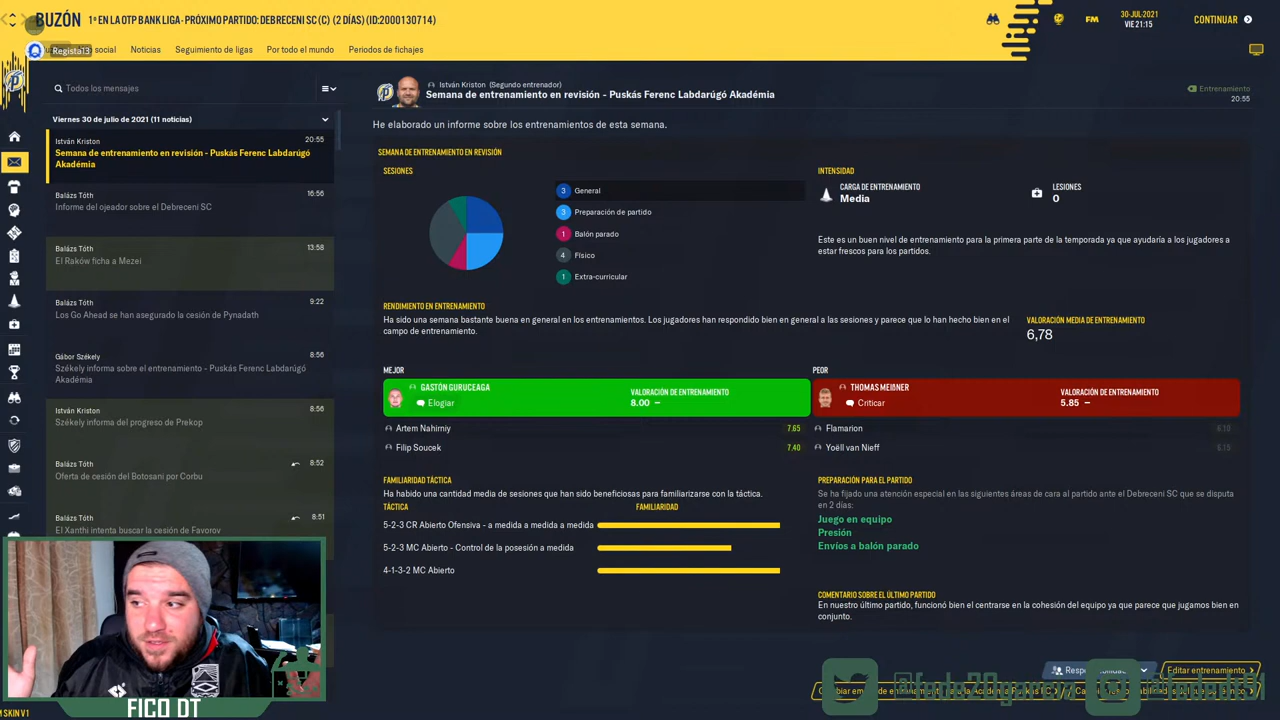 BUZÓN
1º EN LA OTP BANK LIGA - PRÓXIMO PARTIDO: DEBRECENI SC (C) (2 DÍAS) (ID:2000130714)
FM
30-JUL-2021
VIE 21:15
CONTINUAR
Regista13
social
Noticias
Seguimiento de ligas
Por todo el mundo
Periodos de fichajes
Todos los mensajes
Viernes 30 de julio de 2021 (11 noticias)
István Kriston
20:55
Semana de entrenamiento en revisión - Puskás Ferenc Labdarúgó Akadémia
Balázs Tóth
16:56
Informe del ojeador sobre el Debreceni SC
Balázs Tóth
13:58
El Raków ficha a Mezei
Balázs Tóth
9:22
Los Go Ahead se han asegurado la cesión de Pynadath
Gábor Székely
8:56
Székely informa sobre el entrenamiento - Puskás Ferenc Labdarúgó Akadémia
István Kriston
8:56
Székely informa del progreso de Prekop
Balázs Tóth
8:52
Oferta de cesión del Botosani por Corbu
Balázs Tóth
8:51
El Xanthi intenta buscar la cesión de Favorov
István Kriston (Segundo entrenador)
Semana de entrenamiento en revisión - Puskás Ferenc Labdarúgó Akadémia
Entrenamiento
20:55
He elaborado un informe sobre los entrenamientos de esta semana.
SEMANA DE ENTRENAMIENTO EN REVISIÓN
SESIONES
3 General
3 Preparación de partido
1 Balón parado
4 Físico
1 Extra-curricular
INTENSIDAD
CARGA DE ENTRENAMIENTO
Media
LESIONES
0
Este es un buen nivel de entrenamiento para la primera parte de la temporada ya que ayudaría a los jugadores a
estar frescos para los partidos.
RENDIMIENTO EN ENTRENAMIENTO
Ha sido una semana bastante buena en general en los entrenamientos. Los jugadores han respondido bien en general a las sesiones y parece que lo han hecho bien en el
campo de entrenamiento.
VALORACIÓN MEDIA DE ENTRENAMIENTO
6,78
MEJOR
GASTÓN GURUCEAGA
Elogiar
VALORACIÓN DE ENTRENAMIENTO
8.00 –
Artem Nahirniy
7.65
Filip Soucek
7.40
PEOR
THOMAS MEIßNER
Criticar
VALORACIÓN DE ENTRENAMIENTO
5.85 –
Flamarion
6.10
Yoëll van Nieff
6.15
FAMILIARIDAD TÁCTICA
Ha habido una cantidad media de sesiones que han sido beneficiosas para familiarizarse con la táctica.
TÁCTICA
FAMILIARIDAD
5-2-3 CR Abierto Ofensiva - a medida a medida a medida
5-2-3 MC Abierto - Control de la posesión a medida
4-1-3-2 MC Abierto
PREPARACIÓN PARA EL PARTIDO
Se ha fijado una atención especial en las siguientes áreas de cara al partido ante el Debreceni SC que se disputa
en 2 días:
Juego en equipo
Presión
Envíos a balón parado
COMENTARIO SOBRE EL ÚLTIMO PARTIDO
En nuestro último partido, funcionó bien el centrarse en la cohesión del equipo ya que parece que jugamos bien en
conjunto.
Editar entrenamiento
FICO DT
SKIN V1